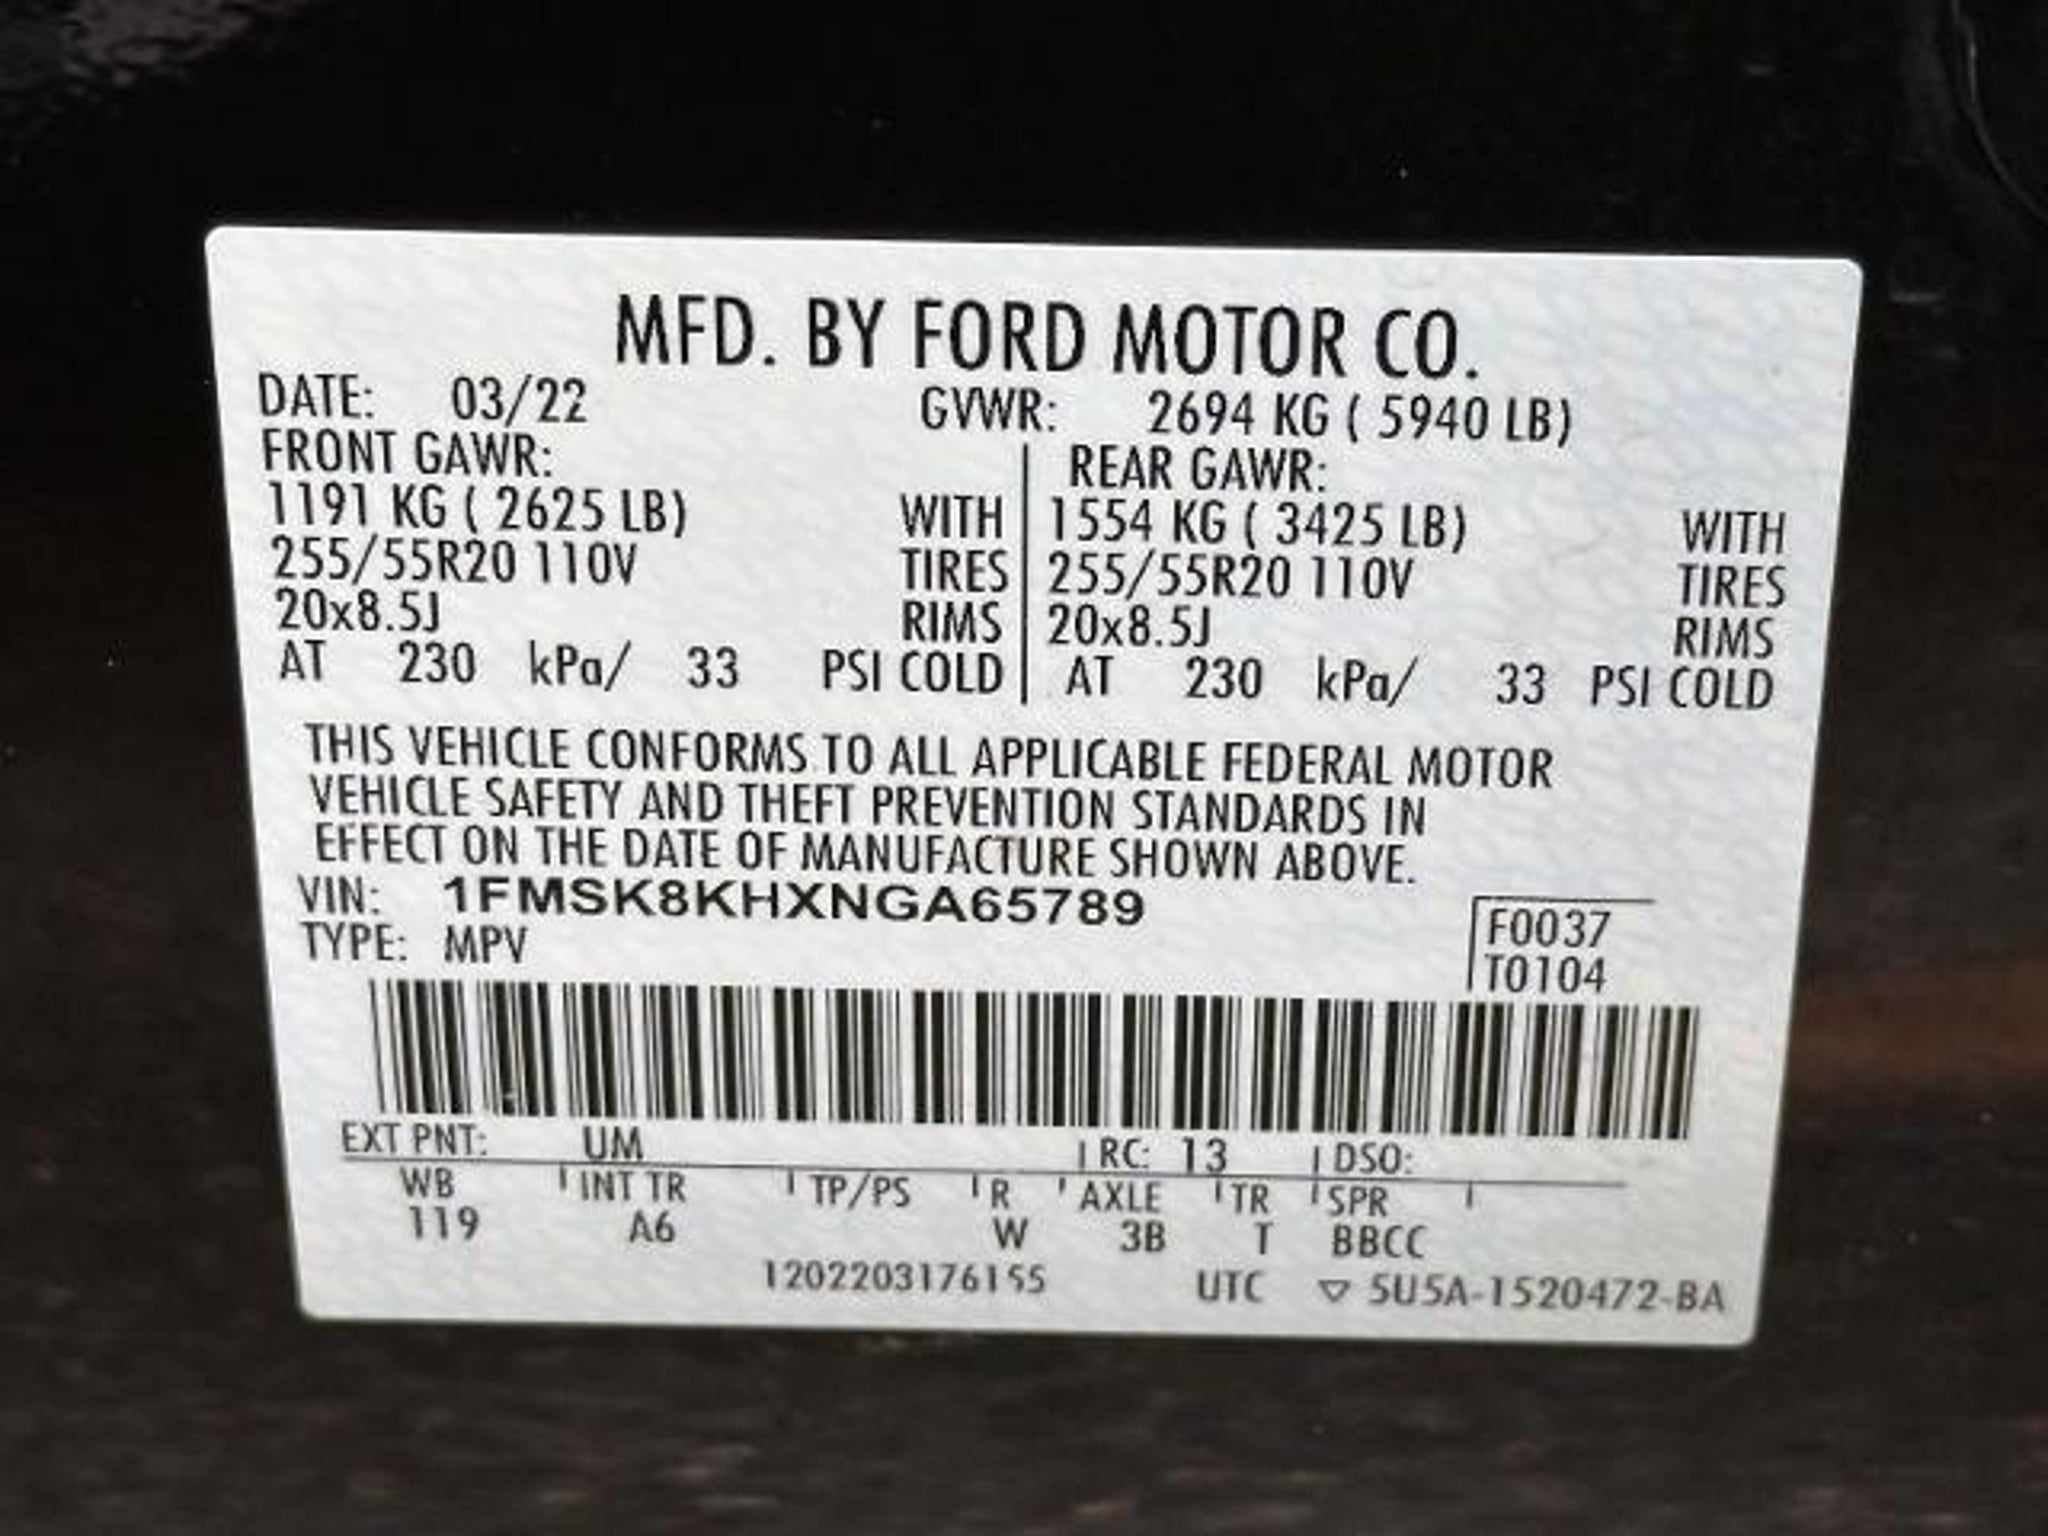 MFD. BY FORD MOTOR CO.
DATE: 03/22 GVWR: 2694 KG ( 5940 LB)
FRONT GAWR: REAR GAWR:
1191 KG ( 2625 LB) WITH 1554 KG ( 3425 LB) WITH
255/55R20 110V TIRES 255/55R20 110V TIRES
20x8.5J RIMS 20x8.5J RIMS
AT 230 kPa/ 33 PSI COLD AT 230 kPa/ 33 PSI COLD
THIS VEHICLE CONFORMS TO ALL APPLICABLE FEDERAL MOTOR
VEHICLE SAFETY AND THEFT PREVENTION STANDARDS IN
EFFECT ON THE DATE OF MANUFACTURE SHOWN ABOVE.
VIN: 1FMSK8KHXNGA65789
TYPE: MPV
F0037
T0104
EXT PNT: UM RC: 13 DSO:
WB INT TR TP/PS R AXLE TR SPR
119 A6 W 3B T BBCC
1202203176155 UTC ▽ 5U5A-1520472-BA